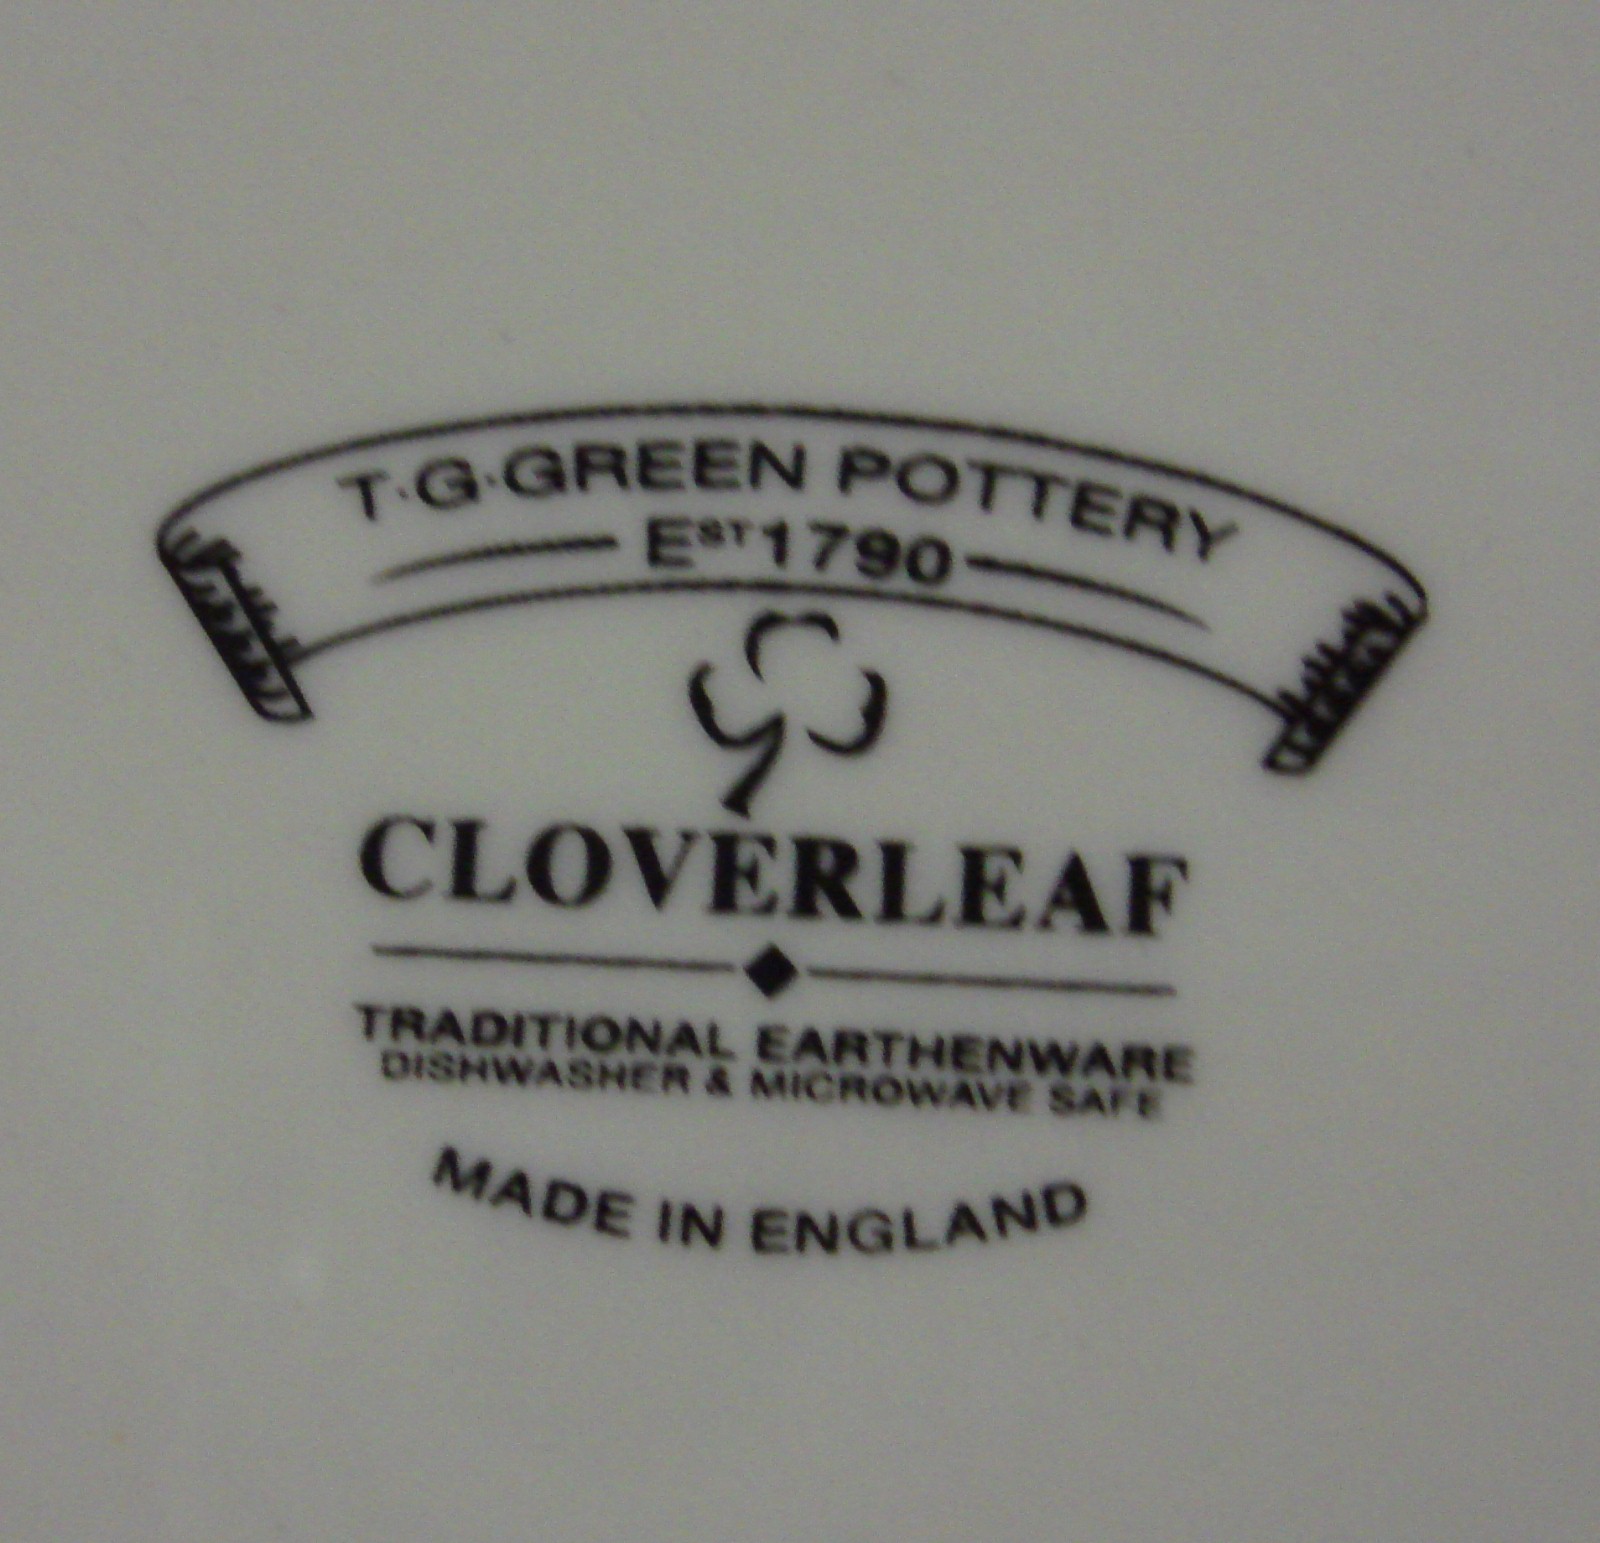 T·G·GREEN POTTERY
EST 1790
CLOVERLEAF
TRADITIONAL EARTHENWARE
DISHWASHER & MICROWAVE SAFE
MADE IN ENGLAND